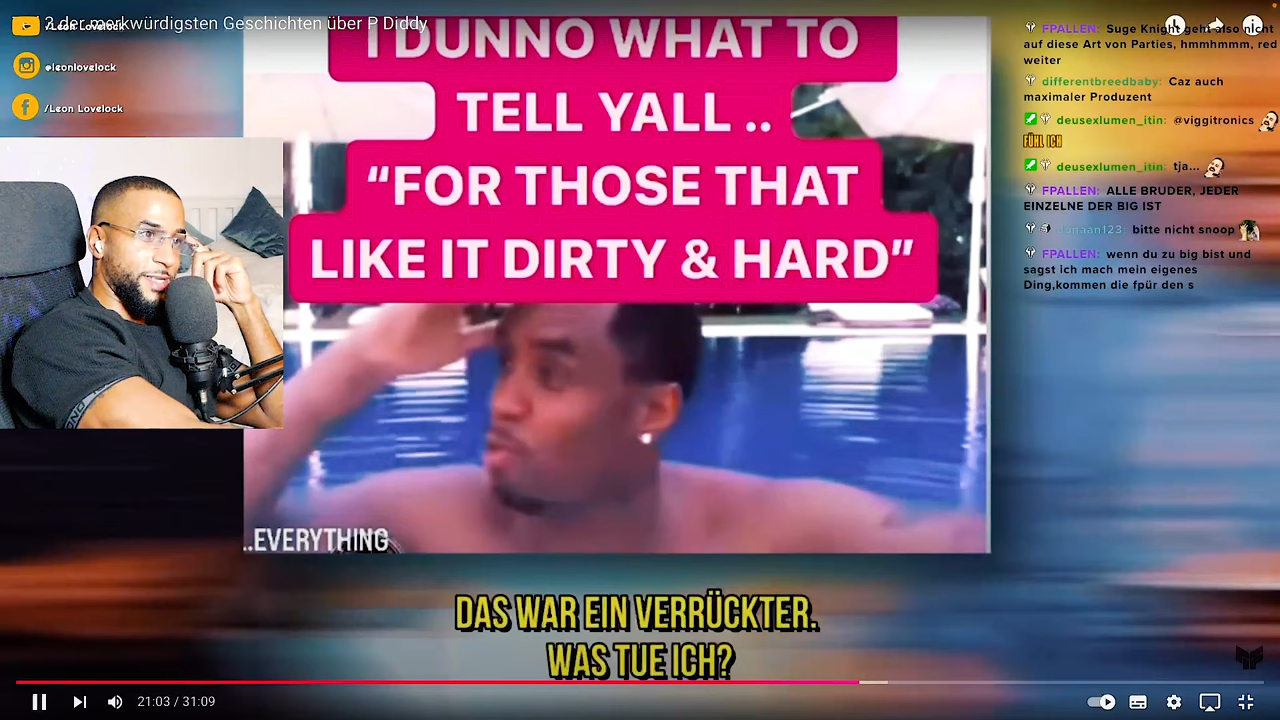 3 der merkwürdigsten Geschichten über P Diddy
/Leon Lovelock
@leonlovelock
/Leon Lovelock
I DUNNO WHAT TO
TELL YALL ..
“FOR THOSE THAT
LIKE IT DIRTY & HARD”
..EVERYTHING
DAS WAR EIN VERRÜCKTER.
WAS TUE ICH?
FPALLEN: Suge Knight geht also nicht
auf diese Art von Parties, hmmhmmm, red
weiter
differentbreedbaby: Caz auch
maximaler Produzent
deusexlumen_itin: @viggitronics
FÜHL ICH
deusexlumen_itin: tja...
FPALLEN: ALLE BRUDER, JEDER
EINZELNE DER BIG IST
bitte nicht snoop
FPALLEN: wenn du zu big bist und
sagst ich mach mein eigenes
Ding,kommen die fpür den s
21:03 / 31:09